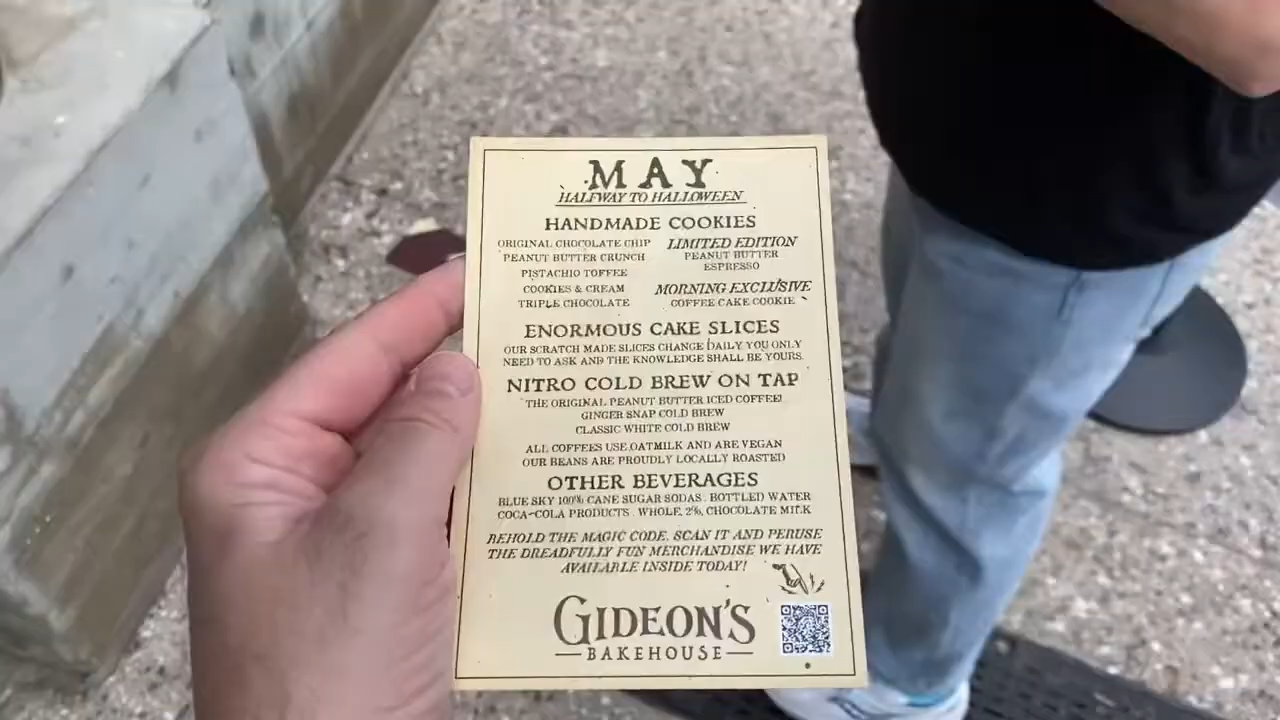 MAY
HALFWAY TO HALLOWEEN
HANDMADE COOKIES
ORIGINAL CHOCOLATE CHIP
PEANUT BUTTER CRUNCH
PISTACHIO TOFFEE
COOKIES & CREAM
TRIPLE CHOCOLATE
LIMITED EDITION
PEANUT BUTTER
ESPRESSO
MORNING EXCLUSIVE
COFFEE CAKE COOKIE
ENORMOUS CAKE SLICES
OUR SCRATCH MADE SLICES CHANGE DAILY YOU ONLY
NEED TO ASK AND THE KNOWLEDGE SHALL BE YOURS.
NITRO COLD BREW ON TAP
THE ORIGINAL PEANUT BUTTER ICED COFFEE!
GINGER SNAP COLD BREW
CLASSIC WHITE COLD BREW
ALL COFFEES USE OATMILK AND ARE VEGAN
OUR BEANS ARE PROUDLY LOCALLY ROASTED
OTHER BEVERAGES
BLUE SKY 100% CANE SUGAR SODAS . BOTTLED WATER
COCA-COLA PRODUCTS . WHOLE, 2%, CHOCOLATE MILK
BEHOLD THE MAGIC CODE, SCAN IT AND PERUSE
THE DREADFULLY FUN MERCHANDISE WE HAVE
AVAILABLE INSIDE TODAY!
GIDEON'S
BAKEHOUSE